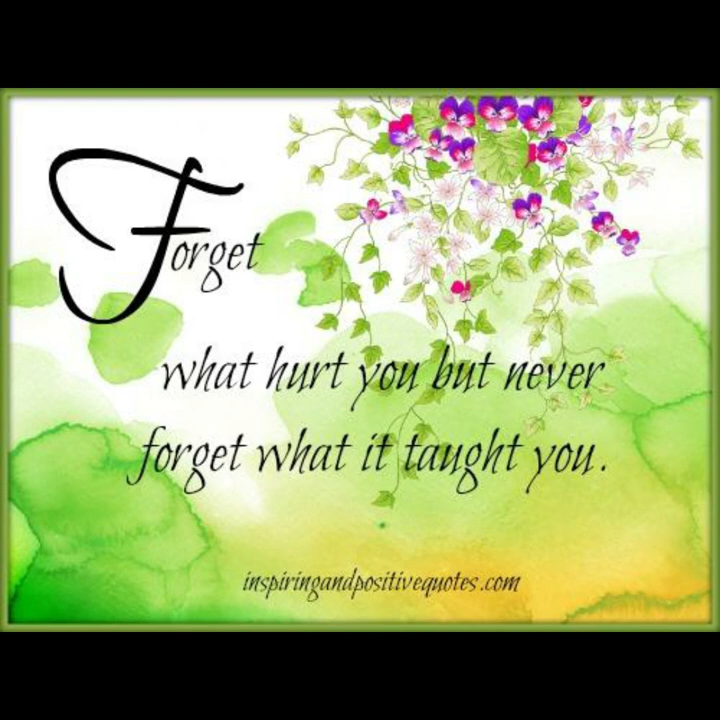 Forget
what hurt you but never
forget what it taught you.
inspiringandpositivequotes.com